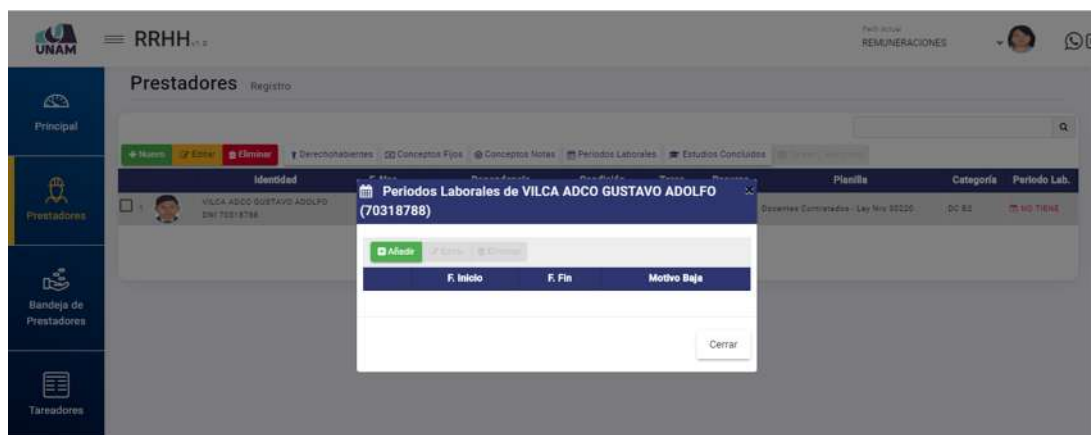 UNAM
RRHH
REMUNERACIONES
Prestadores Registro
Principal
Prestadores
Bandeja de
Prestadores
Tareadores
Nuevo Editar Eliminar Derechohabientes Conceptos Fijos Conceptos Notas Periodos Laborales Estudios Concluidos
Identidad Planilla Categoría Periodo Lab.
1 VILCA ADCO GUSTAVO ADOLFO Docentes Contratados - Ley Nro 30220 DC B2 NO TIENE
DNI 70318788
Periodos Laborales de VILCA ADCO GUSTAVO ADOLFO
(70318788)
×
Añadir Editar Eliminar
F. Inicio F. Fin Motivo Baja
Cerrar